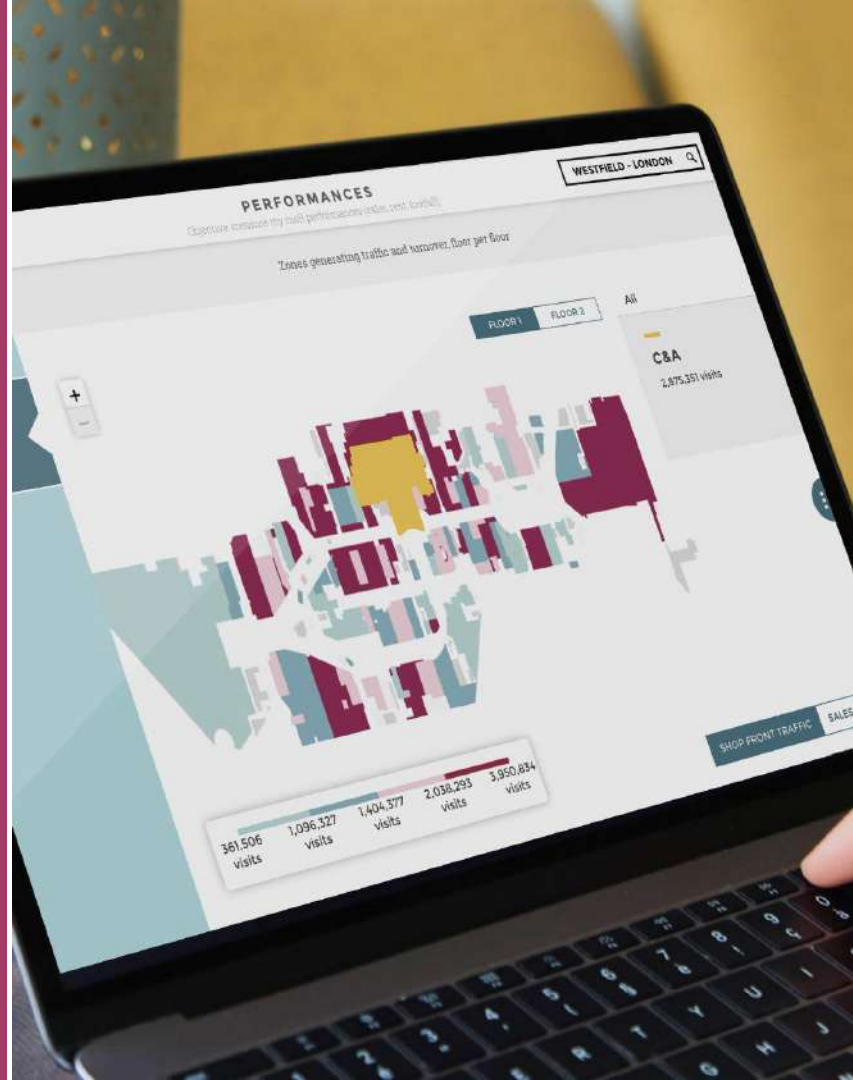 PERFORMANCES
WESTFIELD - LONDON
Zones generating traffic and turnover, floor per floor
FLOOR 1
FLOOR 2
All
+
−
C&A
2,875,351 visits
361,506 visits
1,096,327 visits
1,404,377 visits
2,038,293 visits
3,950,834 visits
SHOP FRONT TRAFFIC
SALES